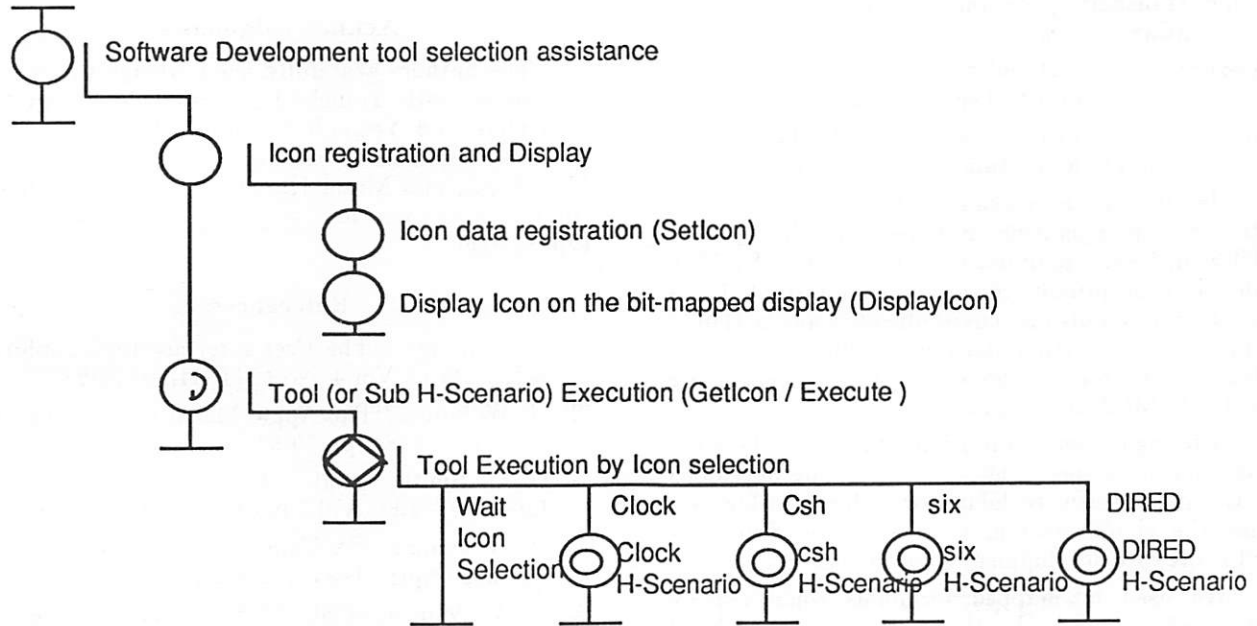 Software Development tool selection assistance
Icon registration and Display
Icon data registration (SetIcon)
Display Icon on the bit-mapped display (DisplayIcon)
Tool (or Sub H-Scenario) Execution (GetIcon / Execute )
Tool Execution by Icon selection
Wait
Icon
Selection
Clock
Clock
H-Scenario
Csh
csh
H-Scenario
six
six
H-Scenario
DIRED
DIRED
H-Scenario